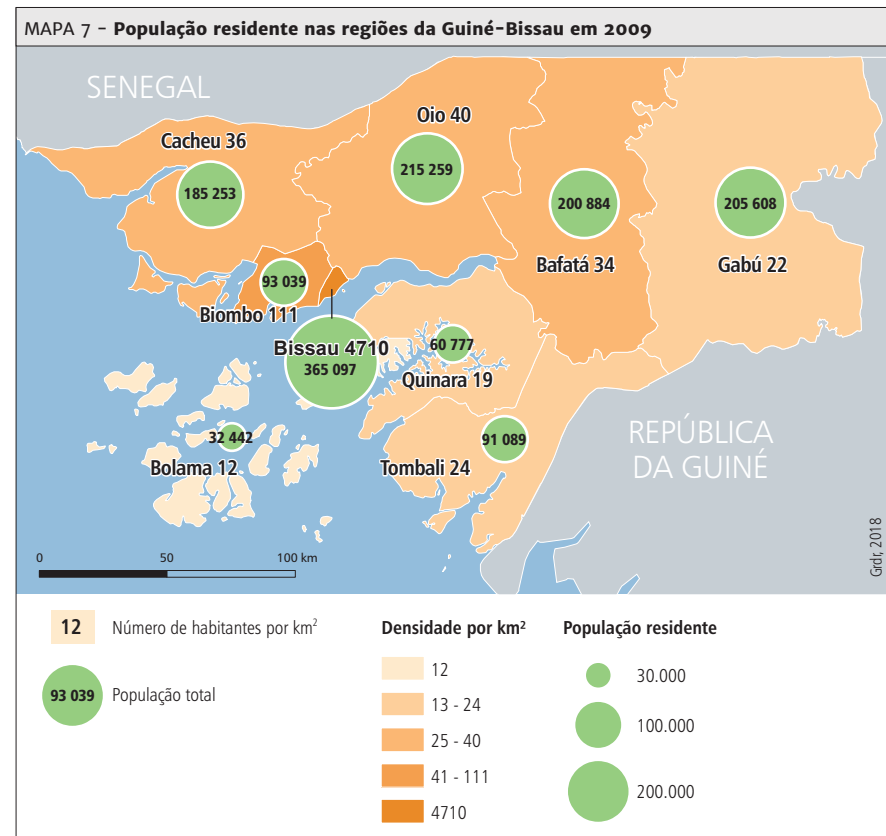 MAPA 7 – População residente nas regiões da Guiné-Bissau em 2009
SENEGAL
Oio 40
215 259
Cacheu 36
185 253
200 884
Bafatá 34
205 608
Gabú 22
93 039
Biombo 111
Bissau 4710
365 097
60 777
Quinara 19
32 442
Bolama 12
91 089
Tombali 24
REPÚBLICA
DA GUINÉ
0 50 100 km
Grdr, 2018
12 Número de habitantes por km²
93 039 População total
Densidade por km²
12
13 - 24
25 - 40
41 - 111
4710
População residente
30.000
100.000
200.000